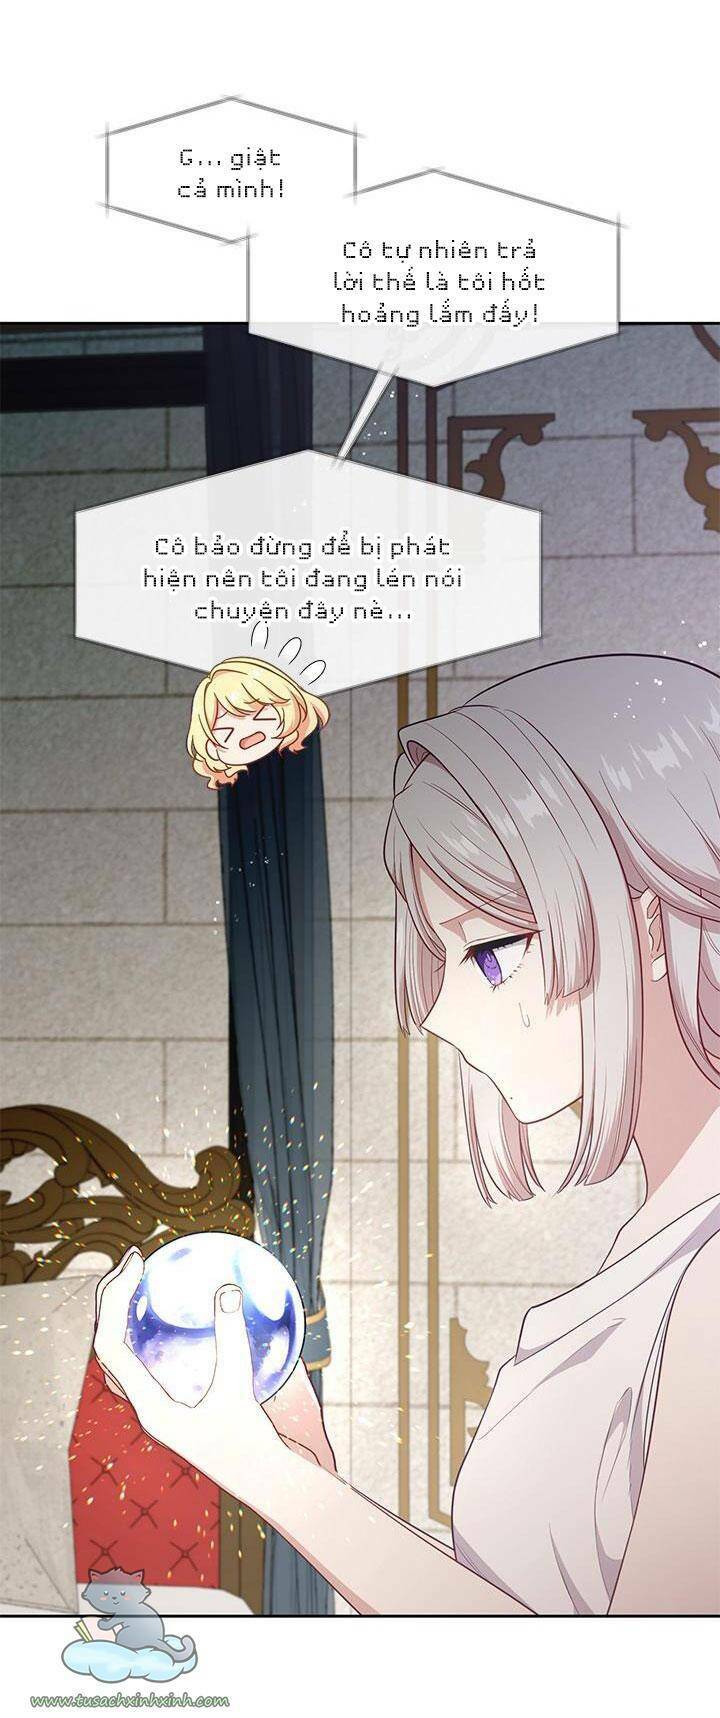 G... giật
cả mình!
Cô tự nhiên trả
lời thế là tôi hốt
hoảng lắm đấy!
Cô bảo đừng để bị phát
hiện nên tôi đang lén nói
chuyện đây nè...
www.tusachxinhxinh.com